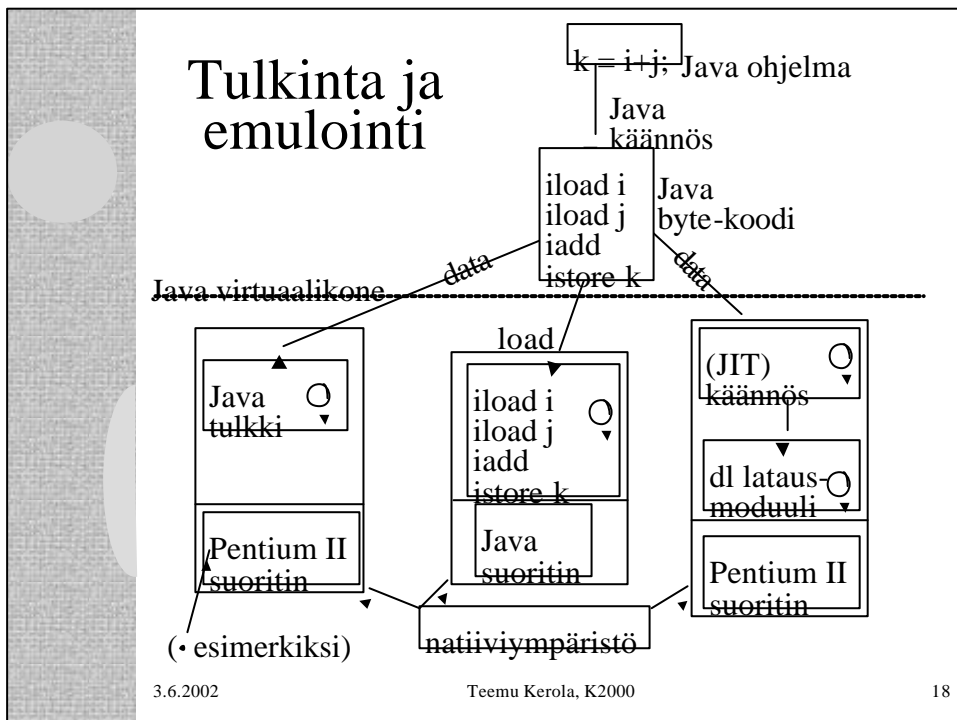 Tulkinta ja
emulointi
k = i+j;
Java ohjelma
Java
käännös
iload i
iload j
iadd
istore k
Java
byte-koodi
data
data
Java virtuaalikone
load
Java
tulkki
Pentium II
suoritin
iload i
iload j
iadd
istore k
Java
suoritin
(JIT)
käännös
dl lataus-
moduuli
Pentium II
suoritin
(• esimerkiksi)
natiiviympäristö
3.6.2002
Teemu Kerola, K2000
18